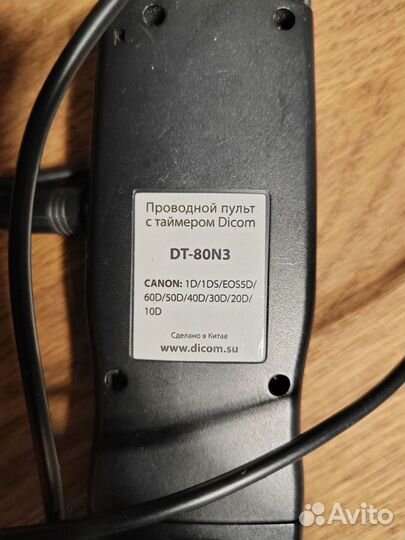 Проводной пульт
с таймером Dicom
DT-80N3
CANON: 1D/1DS/EOS5D/
60D/50D/40D/30D/20D/
10D
Сделано в Китае
www.dicom.su
Avito